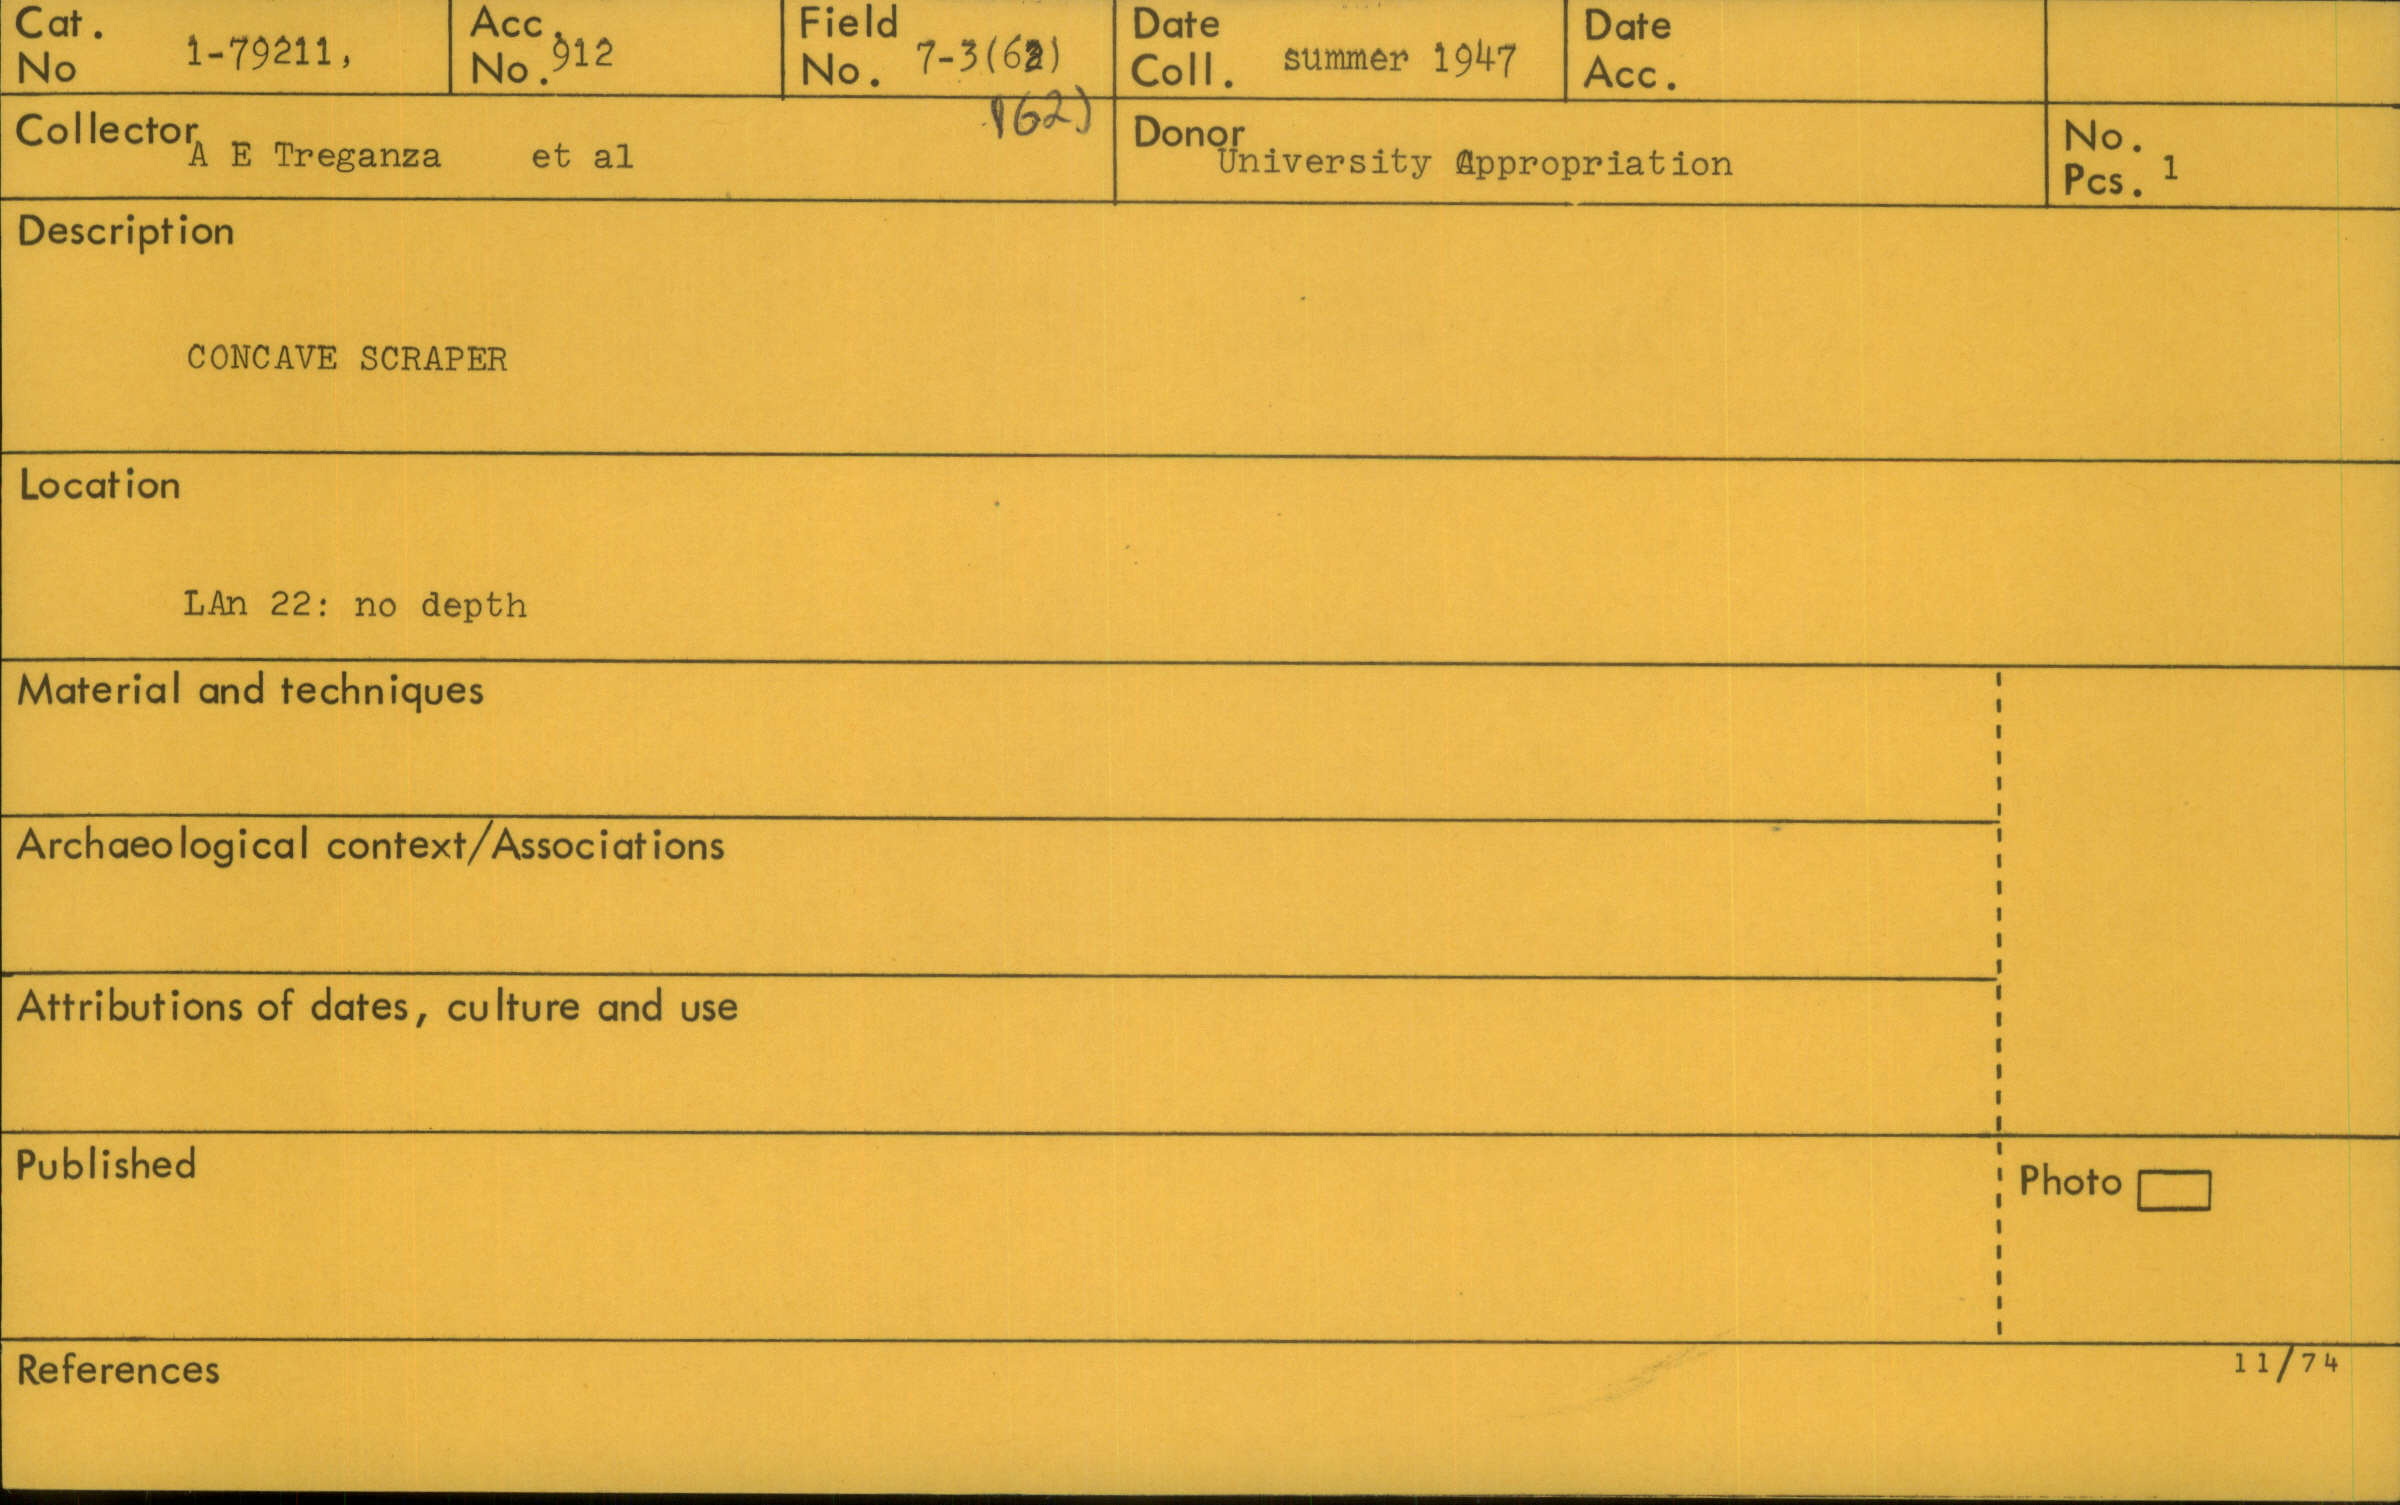 Cat. No 1-79211,
Acc. No. 912
Field No. 7-3(62)
(62)
Date Coll. summer 1947
Date Acc.
Collector A E Treganza et al
Donor University Appropriation
No. Pcs. 1
Description
CONCAVE SCRAPER
Location
LAn 22: no depth
Material and techniques
Archaeological context/Associations
Attributions of dates, culture and use
Published
Photo
References
11/74